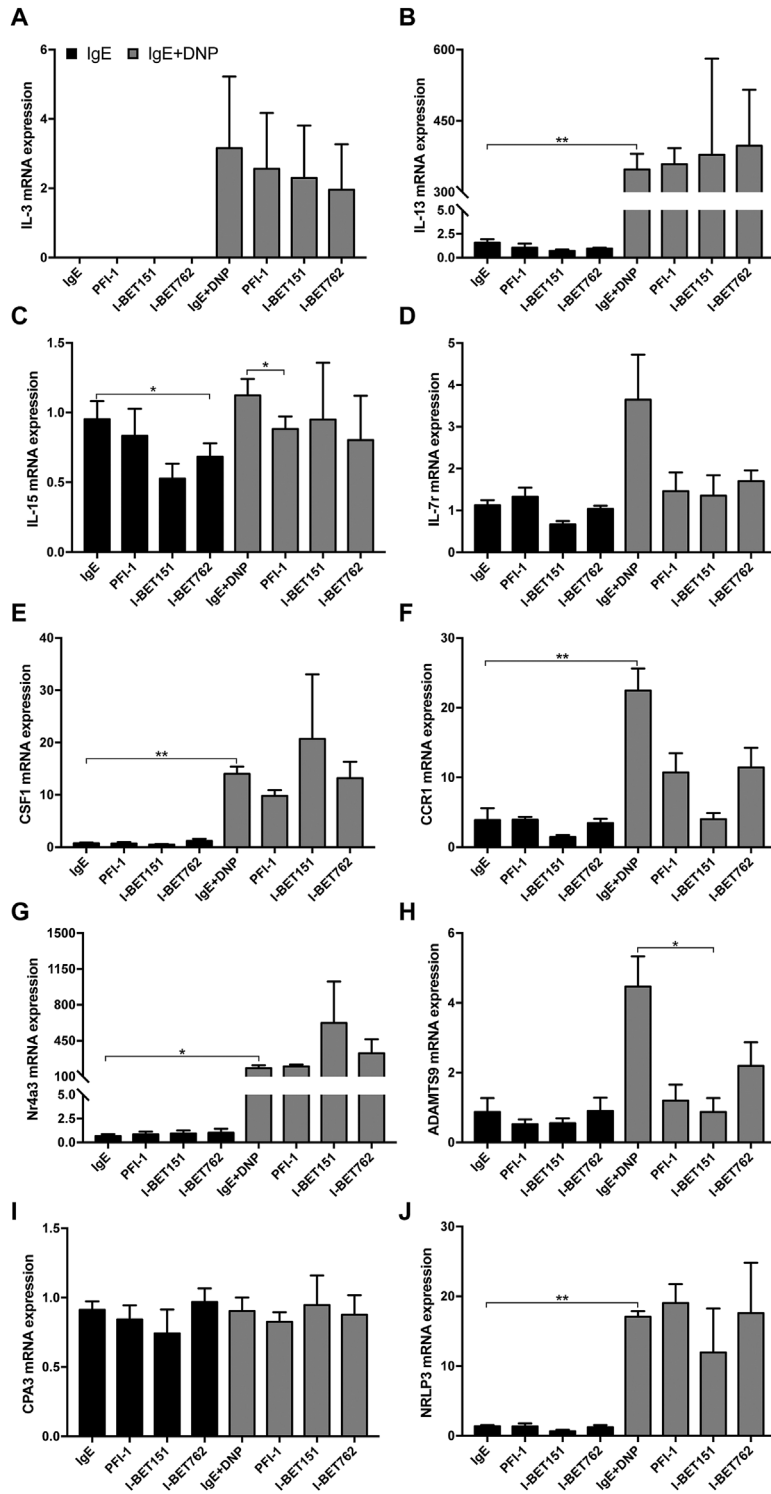 A
IL-3 mRNA expression
6
4
2
0
IgE IgE+DNP
IgE PFI-1 I-BET151 I-BET762 IgE+DNP PFI-1 I-BET151 I-BET762
B
IL-13 mRNA expression
600
450
300
5.0
2.5
0.0
**
IgE PFI-1 I-BET151 I-BET762 IgE+DNP PFI-1 I-BET151 I-BET762
C
IL-15 mRNA expression
1.5
1.0
0.5
0.0
* *
IgE PFI-1 I-BET151 I-BET762 IgE+DNP PFI-1 I-BET151 I-BET762
D
IL-7r mRNA expression
5
4
3
2
1
0
IgE PFI-1 I-BET151 I-BET762 IgE+DNP PFI-1 I-BET151 I-BET762
E
CSF1 mRNA expression
40
30
20
10
0
**
IgE PFI-1 I-BET151 I-BET762 IgE+DNP PFI-1 I-BET151 I-BET762
F
CCR1 mRNA expression
30
20
10
0
**
IgE PFI-1 I-BET151 I-BET762 IgE+DNP PFI-1 I-BET151 I-BET762
G
Nr4a3 mRNA expression
1500
1150
800
450
100
5.0
2.5
0.0
*
IgE PFI-1 I-BET151 I-BET762 IgE+DNP PFI-1 I-BET151 I-BET762
H
ADAMTS9 mRNA expression
6
4
2
0
*
IgE PFI-1 I-BET151 I-BET762 IgE+DNP PFI-1 I-BET151 I-BET762
I
CPA3 mRNA expression
1.5
1.0
0.5
0.0
IgE PFI-1 I-BET151 I-BET762 IgE+DNP PFI-1 I-BET151 I-BET762
J
NRLP3 mRNA expression
30
20
10
0
**
IgE PFI-1 I-BET151 I-BET762 IgE+DNP PFI-1 I-BET151 I-BET762